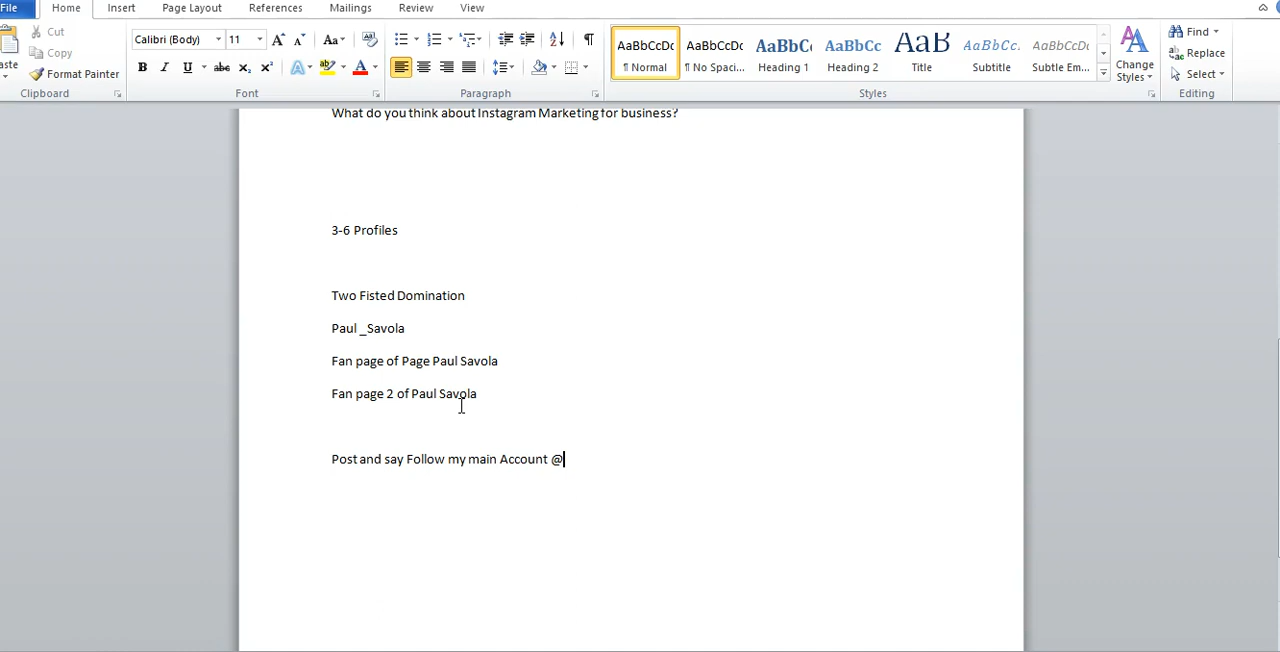 File Home Insert Page Layout References Mailings Review View
Cut
Copy
Format Painter
Clipboard
Calibri (Body) 11
Font
Paragraph
AaBbCcDc AaBbCcDc AaBbC AaBbCc AaB AaBbCc. AaBbCcDc
¶ Normal ¶ No Spaci... Heading 1 Heading 2 Title Subtitle Subtle Em...
Styles
Change Styles
Find
Replace
Select
Editing
What do you think about Instagram Marketing for business?
3-6 Profiles
Two Fisted Domination
Paul _Savola
Fan page of Page Paul Savola
Fan page 2 of Paul Savola
Post and say Follow my main Account @